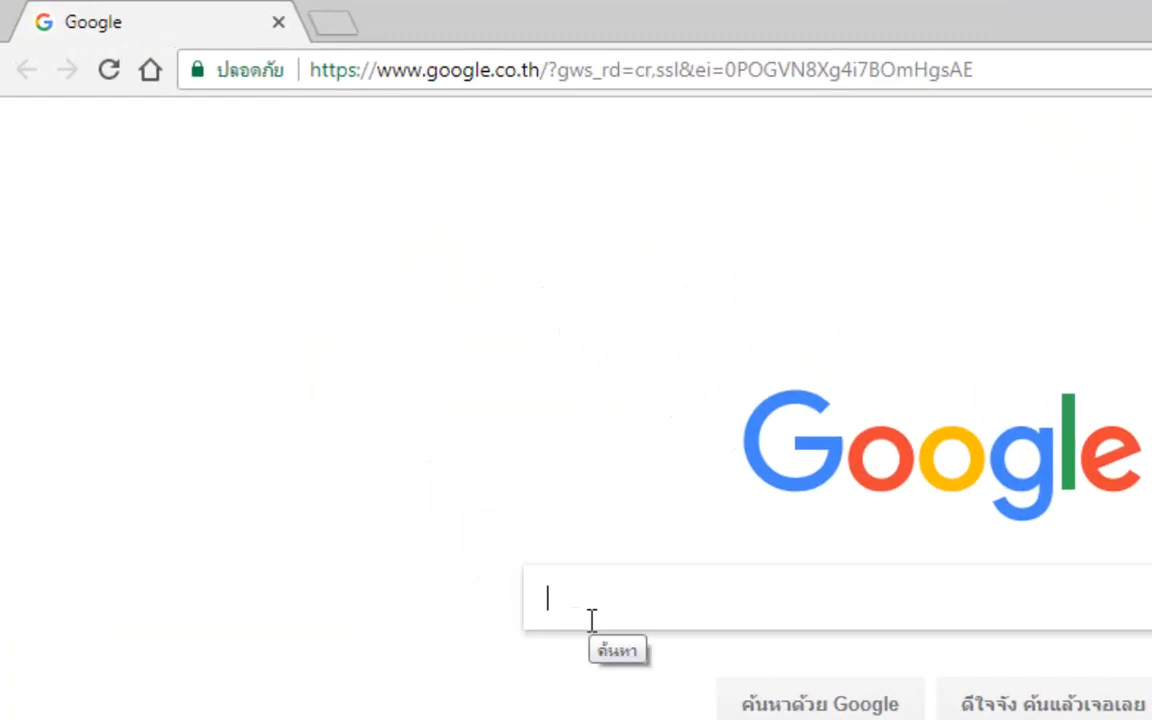 Google
ปลอดภัย https://www.google.co.th/?gws_rd=cr,ssl&ei=0POGVN8Xg4i7BOmHgsAE
Google
ค้นหา
ค้นหาด้วย Google ดีใจจัง ค้นแล้วเจอเลย